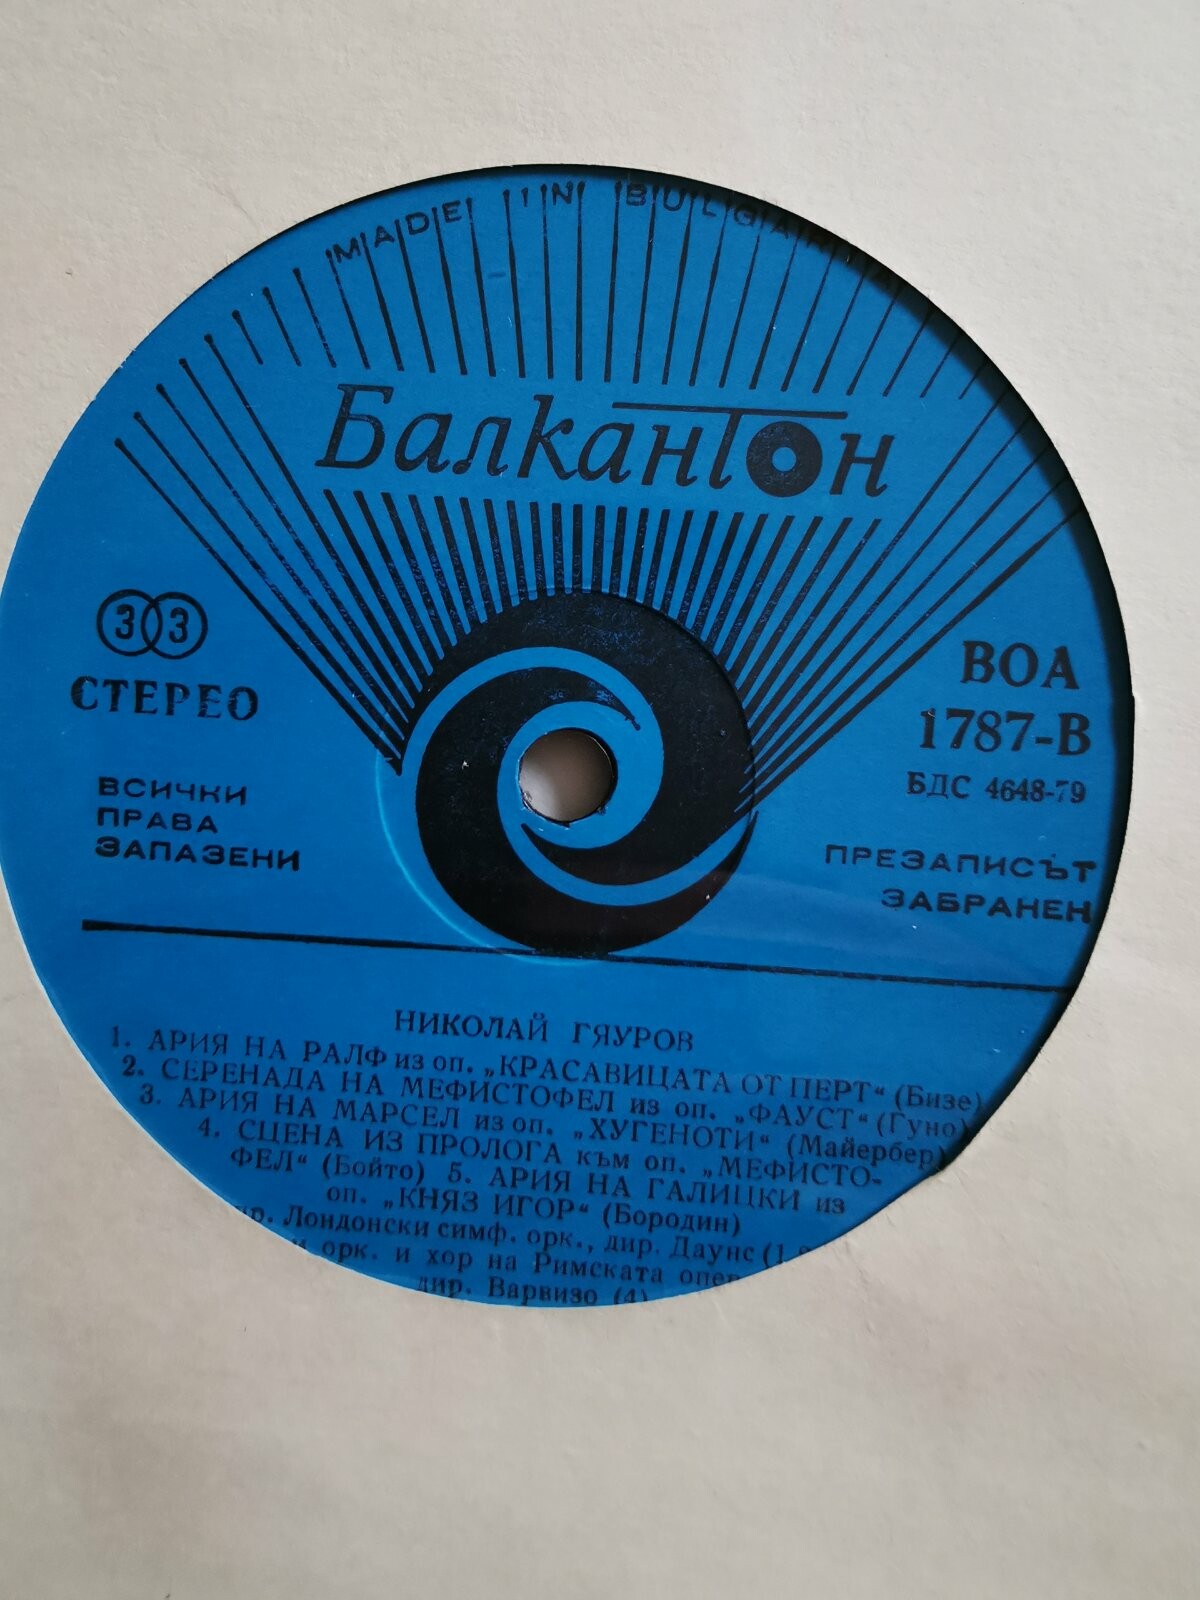 MADE IN BULGARIA
Балкантон
33
СТЕРЕО
ВСИЧКИ
ПРАВА
ЗАПАЗЕНИ
ВОА
1787-В
БДС 4648-79
ПРЕЗАПИСЪТ
ЗАБРАНЕН
НИКОЛАЙ ГЯУРОВ
1. АРИЯ НА РАЛФ из оп. „КРАСАВИЦАТА ОТ ПЕРТ“ (Бизе)
2. СЕРЕНАДА НА МЕФИСТОФЕЛ из оп. „ФАУСТ“ (Гуно)
3. АРИЯ НА МАРСЕЛ из оп. „ХУГЕНОТИ“ (Майербер)
4. СЦЕНА ИЗ ПРОЛОГА към оп. „МЕФИСТО-
ФЕЛ“ (Бойто) 5. АРИЯ НА ГАЛИЦКИ из
оп. „КНЯЗ ИГОР“ (Бородин)
Лондонски симф. орк., дир. Даунс (1
орк. и хор на Римската
дир. Варвизо (4)